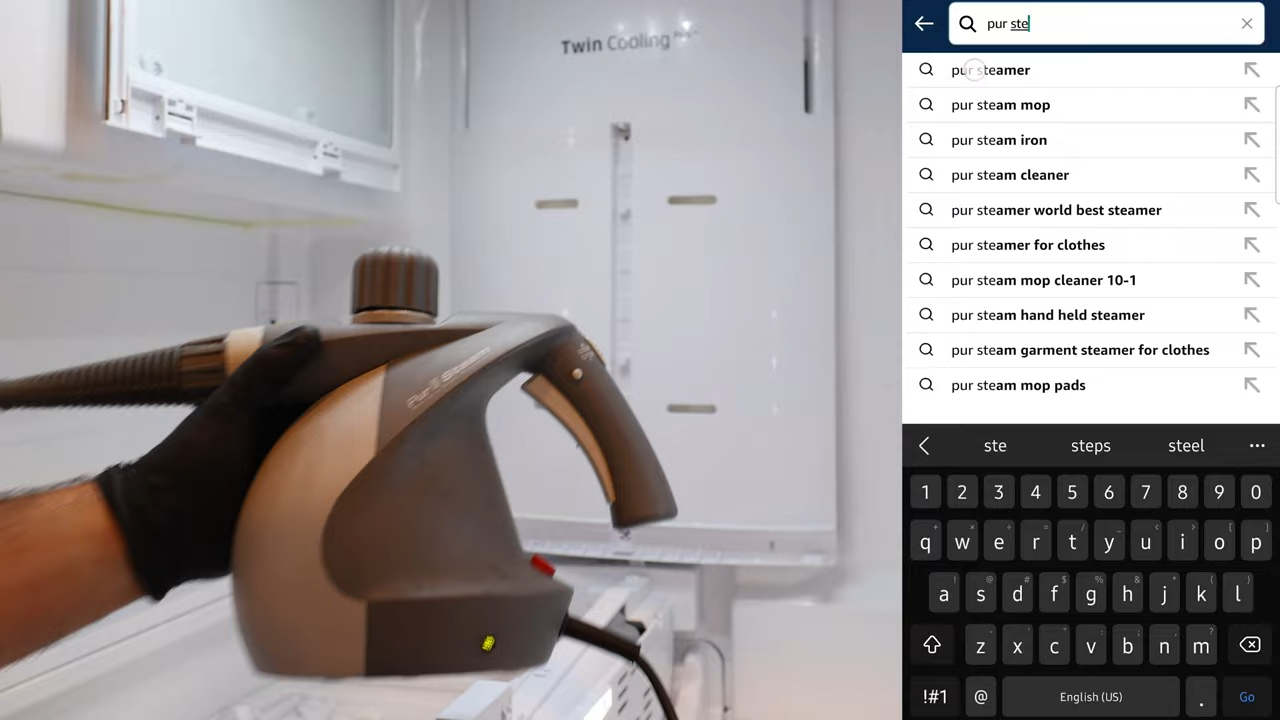 Twin Cooling
Pur Steam
pur ste
pur steamer
pur steam mop
pur steam iron
pur steam cleaner
pur steamer world best steamer
pur steamer for clothes
pur steam mop cleaner 10-1
pur steam hand held steamer
pur steam garment steamer for clothes
pur steam mop pads
ste steps steel ...
1 2 3 4 5 6 7 8 9 0
q w e r t y u i o p
a s d f g h j k l
z x c v b n m
!#1 @ English (US) . Go